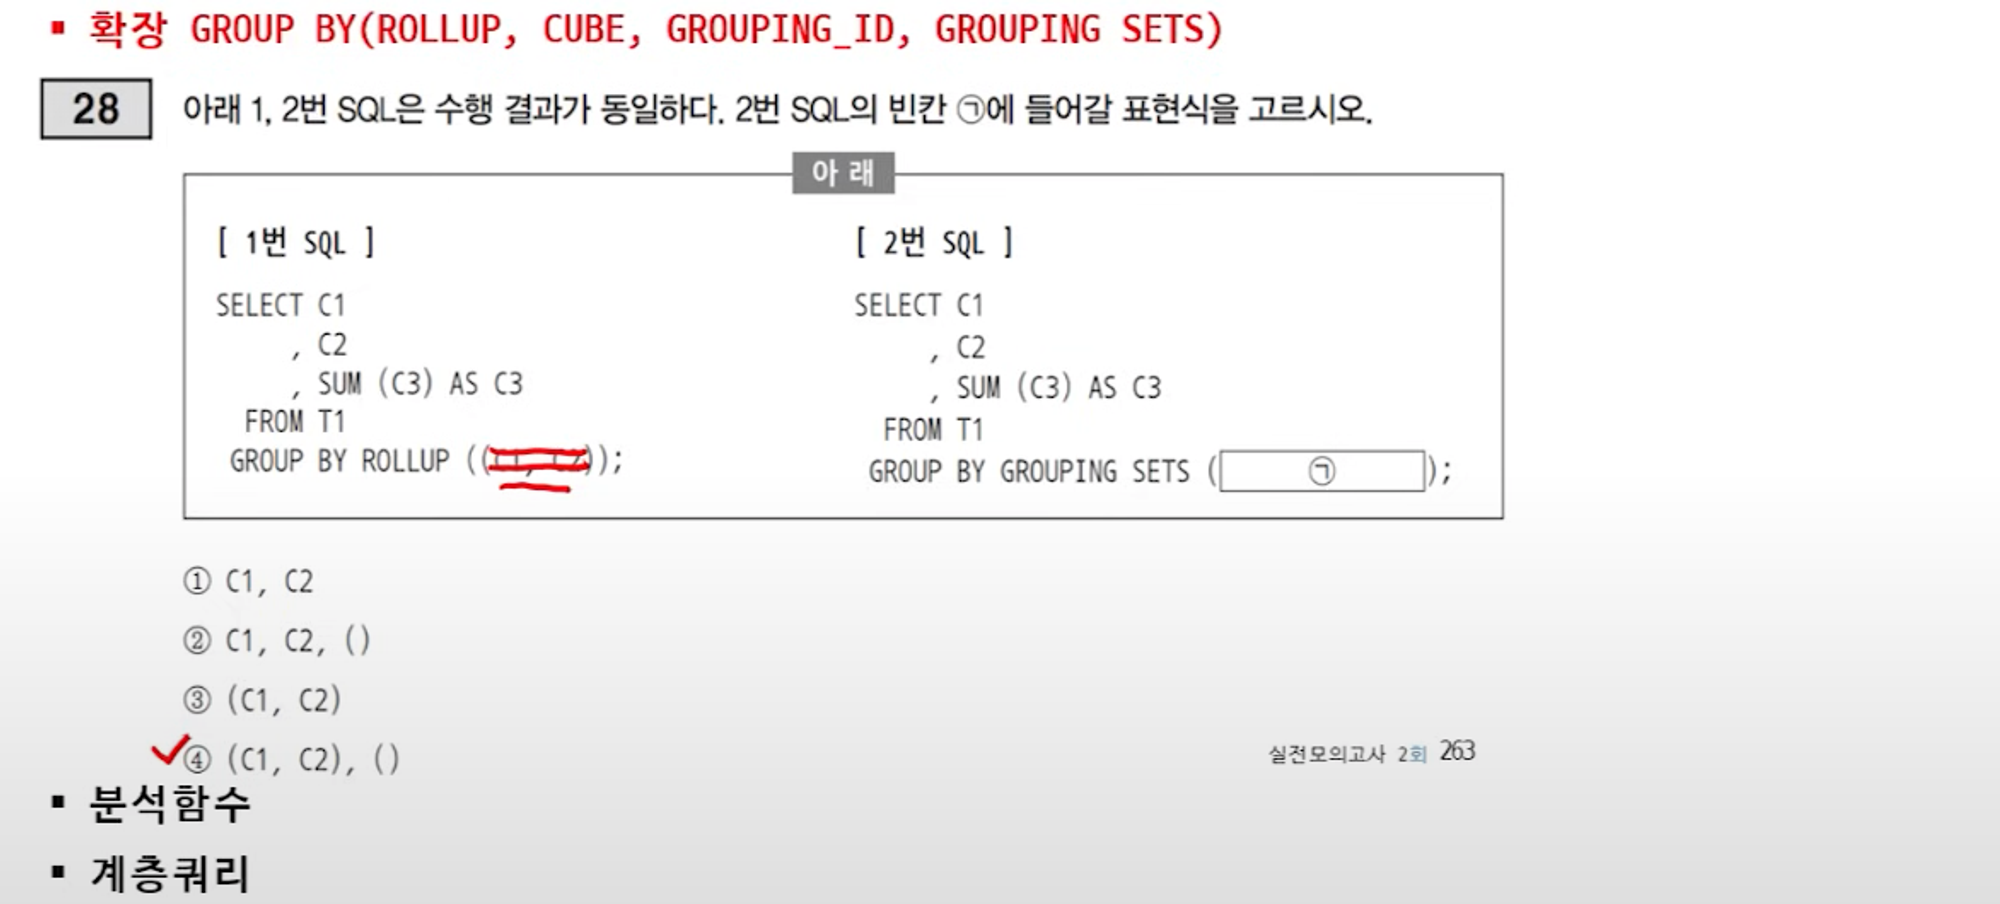 ▪ 확장 GROUP BY(ROLLUP, CUBE, GROUPING_ID, GROUPING SETS)
28 아래 1, 2번 SQL은 수행 결과가 동일하다. 2번 SQL의 빈칸 ㉠에 들어갈 표현식을 고르시오.
아 래
[ 1번 SQL ]
SELECT C1
, C2
, SUM (C3) AS C3
FROM T1
GROUP BY ROLLUP ((C1, C2));
[ 2번 SQL ]
SELECT C1
, C2
, SUM (C3) AS C3
FROM T1
GROUP BY GROUPING SETS ( ㉠ );
① C1, C2
② C1, C2, ()
③ (C1, C2)
④ (C1, C2), ()
실전모의고사 2회 263
▪ 분석함수
▪ 계층쿼리